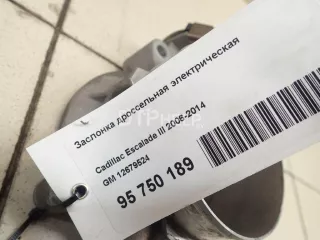 Заслонка дроссельная электрическая
Cadillac Escalade III 2006-2014
GM 12679524
95 750 189